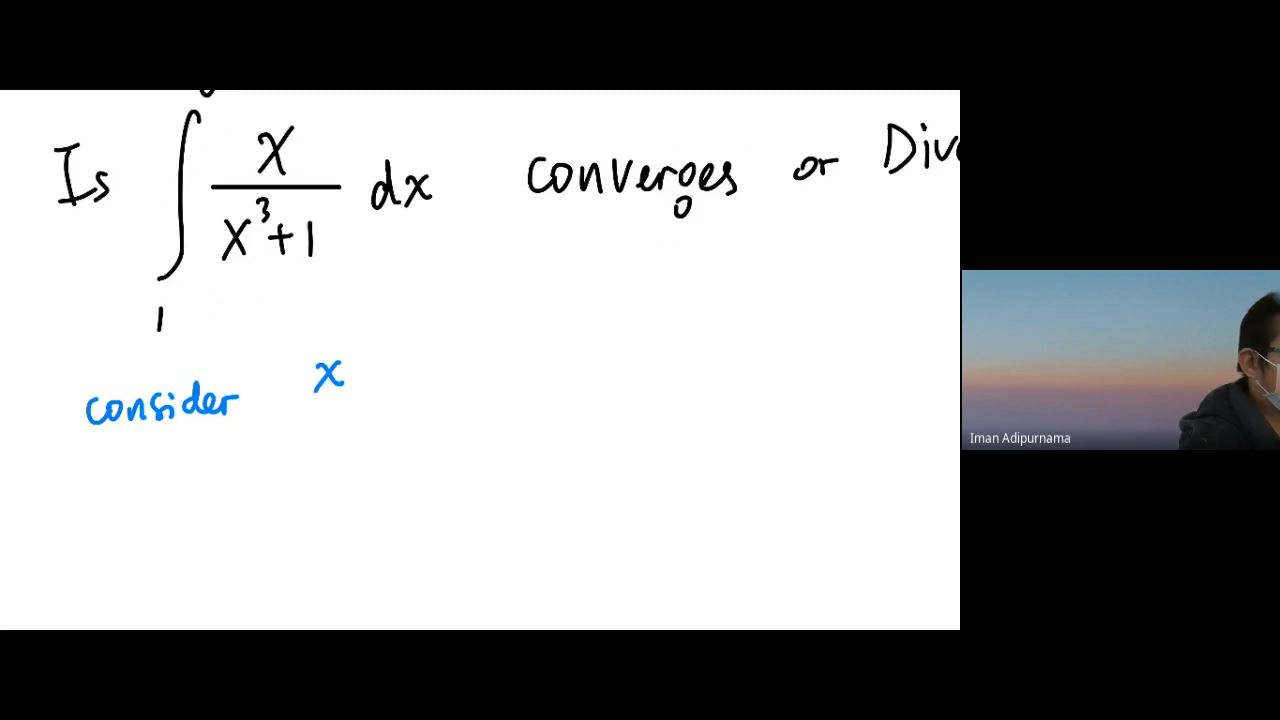 Is ∫₁ x/(x³+1) dx converges or Div
consider x
Iman Adipurnama